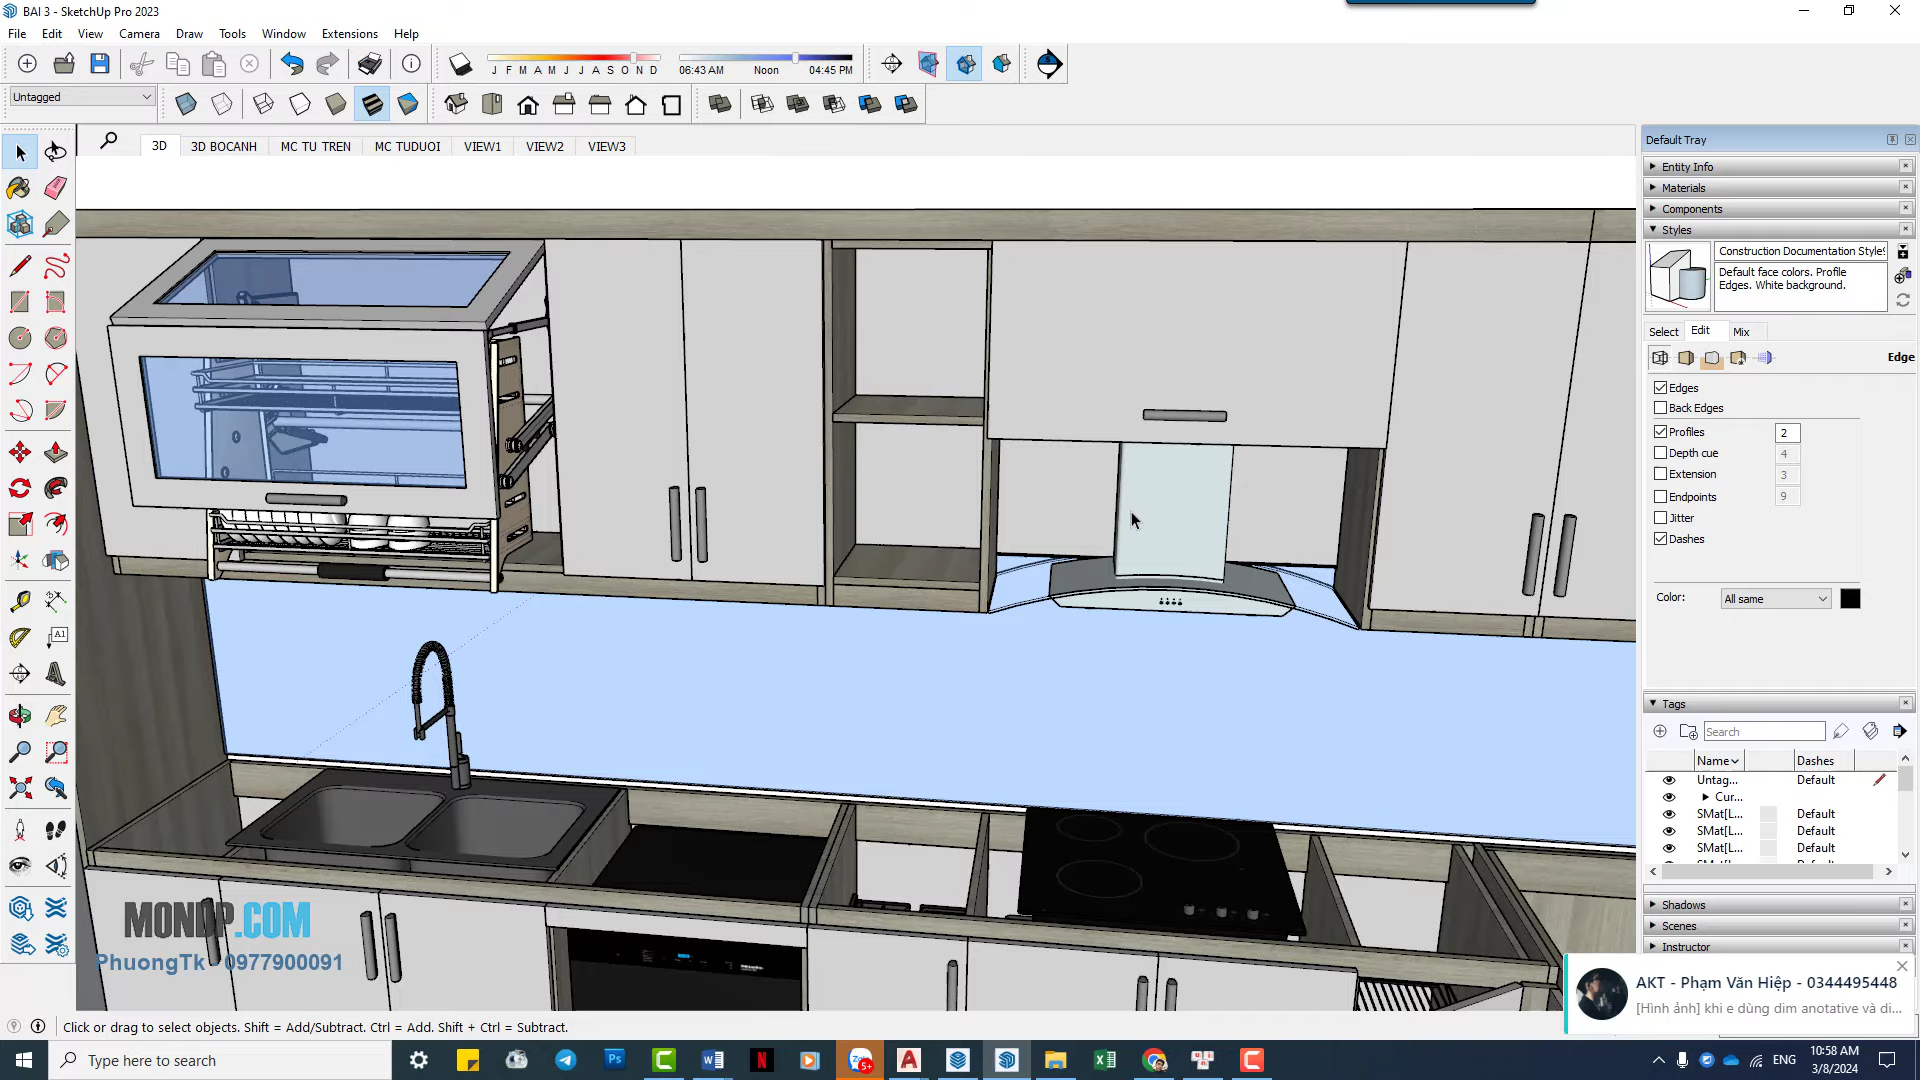 BAI 3 - SketchUp Pro 2023
File Edit View Camera Draw Tools Window Extensions Help
J F M A M J J A S O N D
06:43 AM Noon 04:45 PM
Untagged
3D 3D BOCANH MC TU TREN MC TUDUOI VIEW1 VIEW2 VIEW3
Default Tray
Entity Info
Materials
Components
Styles
Construction Documentation Style
Default face colors. Profile
Edges. White background.
Select Edit Mix
Edge
Edges
Back Edges
Profiles 2
Depth cue 4
Extension 3
Endpoints 9
Jitter
Dashes
Color: All same
Tags
Search
Name Dashes
Untag... Default
Cur...
SMat[L... Default
SMat[L... Default
SMat[L... Default
Shadows
Scenes
Instructor
A1
MONDP.COM
PhuongTk - 0977900091
AKT - Phạm Văn Hiệp - 0344495448
[Hình ảnh] khi e dùng dim anotative và di...
Click or drag to select objects. Shift = Add/Subtract. Ctrl = Add. Shift + Ctrl = Subtract.
Type here to search
Zalo
5+
ENG
10:58 AM
3/8/2024